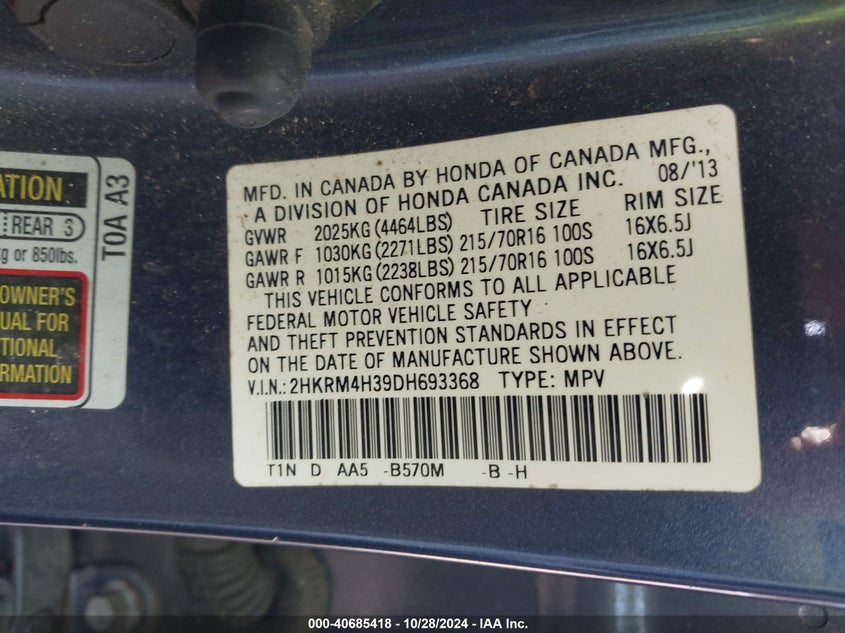 ATION
REAR 3
g or 850lbs.
OWNER'S
UAL FOR
TIONAL
RMATION
T0A A3
MFD. IN CANADA BY HONDA OF CANADA MFG.,
A DIVISION OF HONDA CANADA INC. 08/'13
GVWR 2025KG(4464LBS) TIRE SIZE RIM SIZE
GAWR F 1030KG(2271LBS) 215/70R16 100S 16X6.5J
GAWR R 1015KG(2238LBS) 215/70R16 100S 16X6.5J
THIS VEHICLE CONFORMS TO ALL APPLICABLE
FEDERAL MOTOR VEHICLE SAFETY
AND THEFT PREVENTION STANDARDS IN EFFECT
ON THE DATE OF MANUFACTURE SHOWN ABOVE.
V.I.N.: 2HKRM4H39DH693368 TYPE: MPV
T1N D AA5 -B570M -B -H
000-40685418 - 10/28/2024 - IAA Inc.